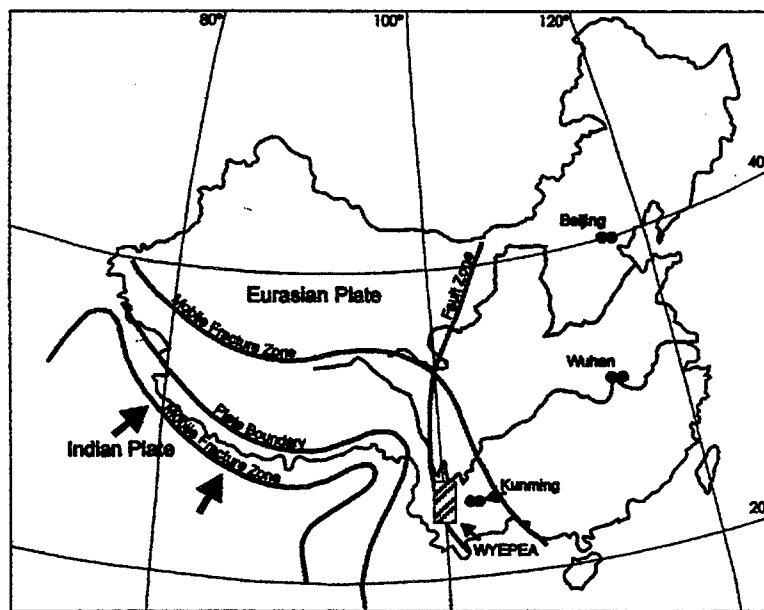 80°
100°
120°
40
Beijing
Fault Zone
Eurasian Plate
Mobile Fracture Zone
Wuhan
Plate Boundary
Mobile Fracture Zone
Indian Plate
Kunming
20
WYEPEA